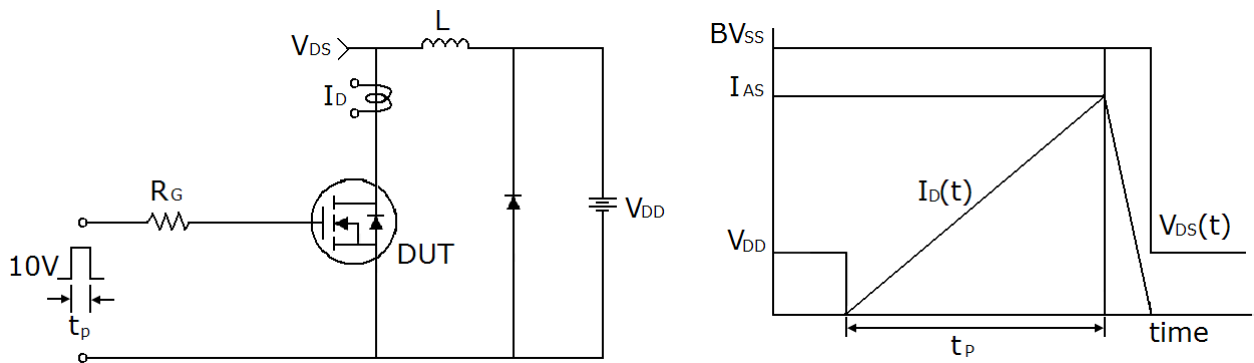 VDS
L
ID
RG
VDD
DUT
10V
tp
BVSS
IAS
ID(t)
VDD
VDS(t)
time
tP